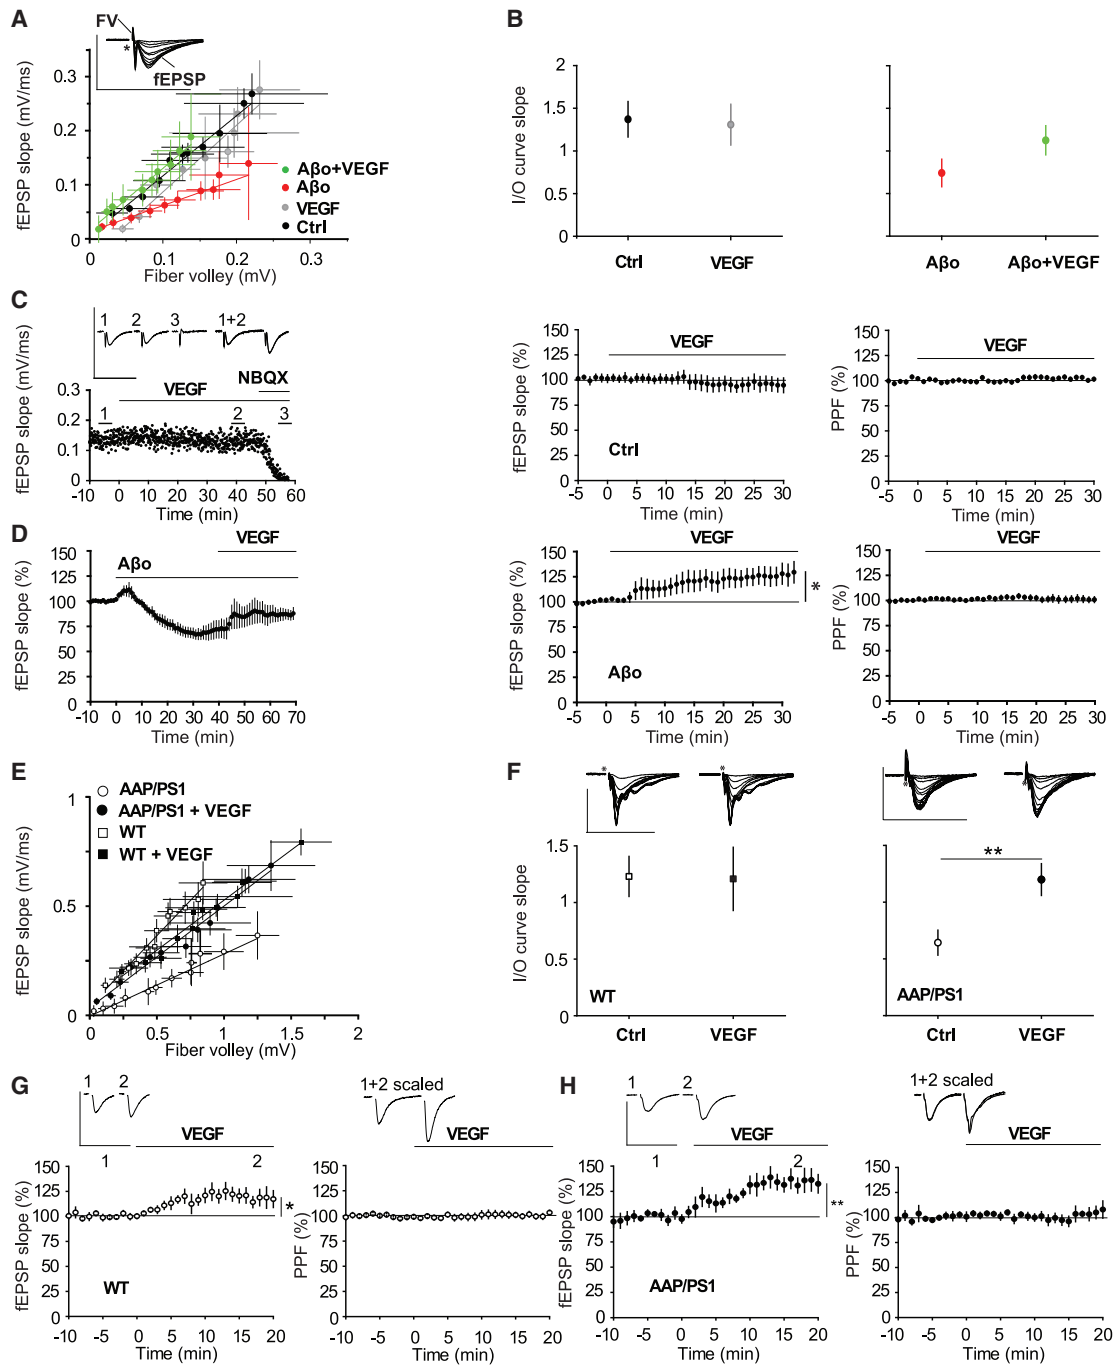 A
FV
*
fEPSP
fEPSP slope (mV/ms)
0.3
0.2
0.1
0
Aβo+VEGF
Aβo
VEGF
Ctrl
0 0.1 0.2 0.3
Fiber volley (mV)
B
I/O curve slope
2
1.5
1
0.5
0
Ctrl VEGF
Aβo Aβo+VEGF
C
1 2 3 1+2
NBQX
VEGF
1 2 3
fEPSP slope (mV/ms)
0.3
0.2
0.1
0
-10 0 10 20 30 40 50 60
Time (min)
VEGF
fEPSP slope (%)
150
125
100
75
50
25
0
Ctrl
-5 0 5 10 15 20 25 30
Time (min)
VEGF
PPF (%)
150
125
100
75
50
25
0
-5 0 5 10 15 20 25 30
Time (min)
D
VEGF
Aβo
fEPSP slope (%)
150
125
100
75
50
25
0
-10 0 10 20 30 40 50 60 70
Time (min)
VEGF
fEPSP slope (%)
150
125
100
75
50
25
0
*
Aβo
-5 0 5 10 15 20 25 30
Time (min)
VEGF
PPF (%)
150
125
100
75
50
25
0
-5 0 5 10 15 20 25 30
Time (min)
E
AAP/PS1
AAP/PS1 + VEGF
WT
WT + VEGF
fEPSP slope (mV/ms)
1
0.5
0
0 0.5 1 1.5 2
Fiber volley (mV)
F
* *
* *
I/O curve slope
1.5
1
0.5
0
WT
Ctrl VEGF
**
AAP/PS1
Ctrl VEGF
G
1 2
VEGF
1 2
fEPSP slope (%)
150
125
100
75
50
25
0
*
WT
-10 -5 0 5 10 15 20
Time (min)
1+2 scaled
VEGF
PPF (%)
150
125
100
75
50
25
0
-10 -5 0 5 10 15 20
Time (min)
H
1 2
VEGF
1 2
fEPSP slope (%)
150
125
100
75
50
25
0
**
AAP/PS1
-10 -5 0 5 10 15 20
Time (min)
1+2 scaled
VEGF
PPF (%)
150
125
100
75
50
25
0
-10 -5 0 5 10 15 20
Time (min)